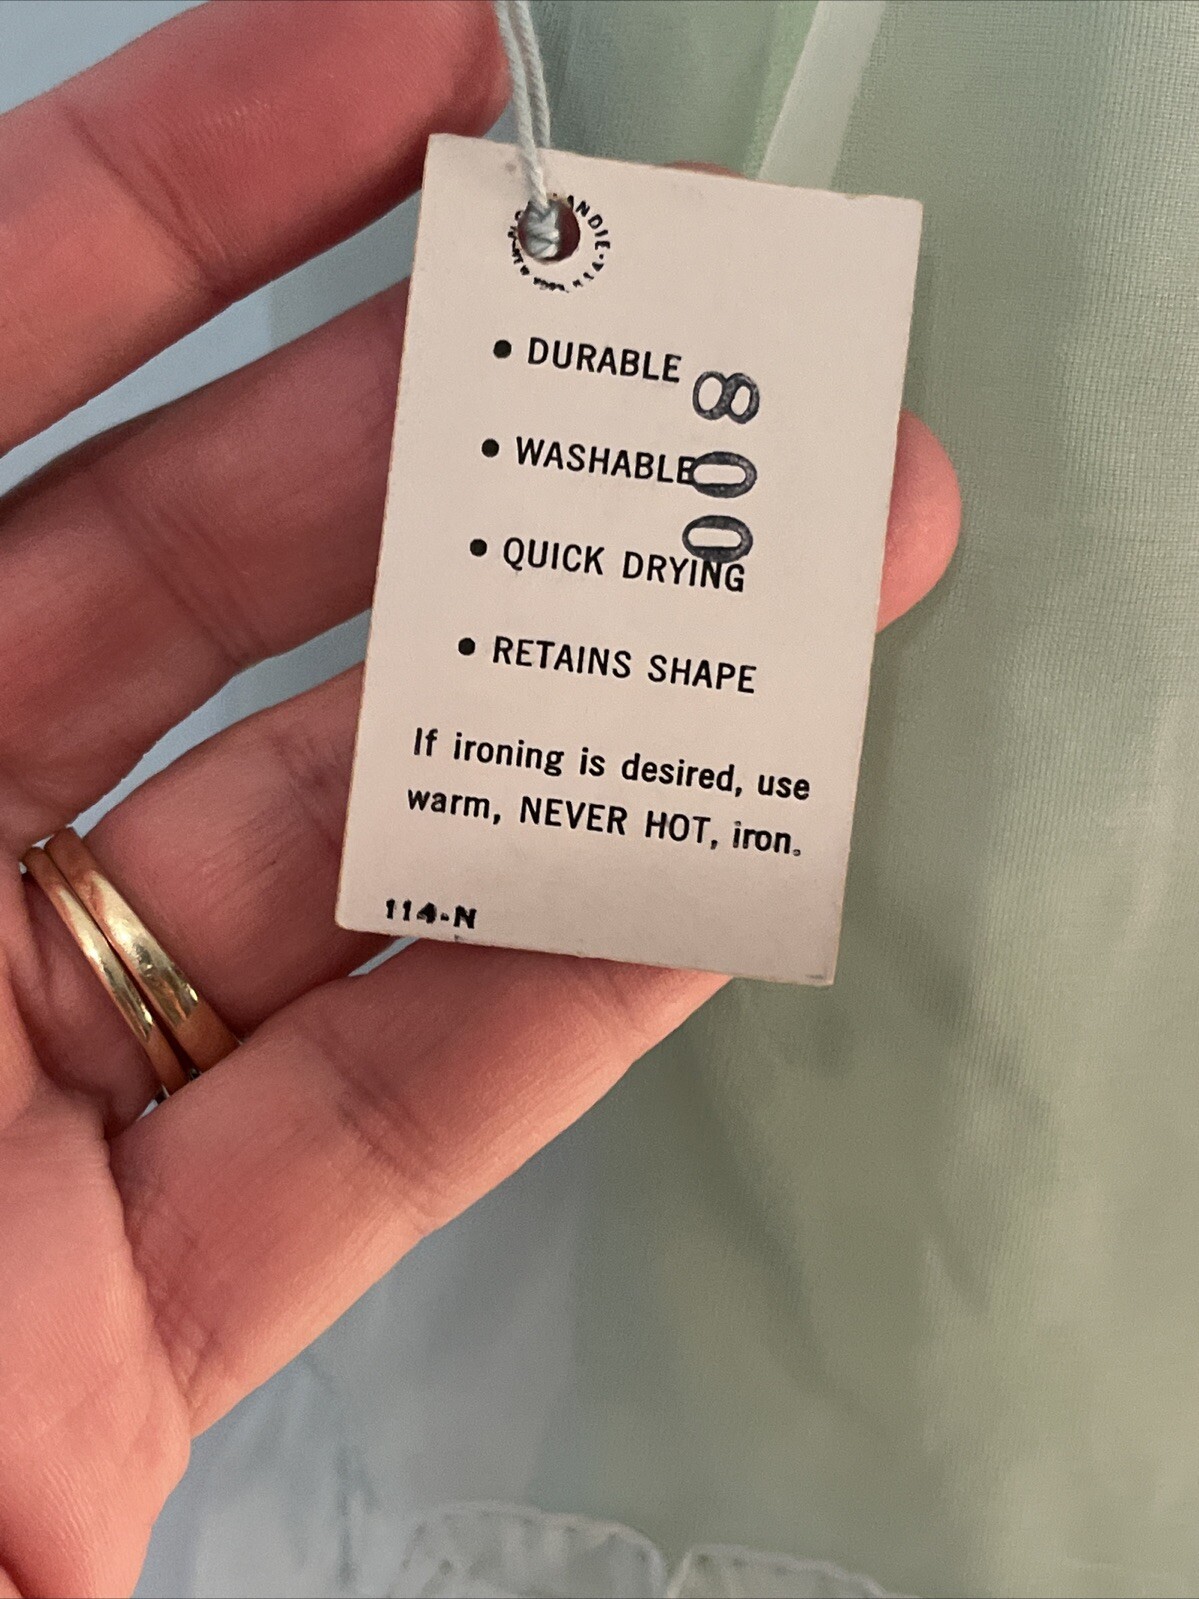 • DURABLE
• WASHABLE
• QUICK DRYING
• RETAINS SHAPE
If ironing is desired, use
warm, NEVER HOT, iron.
114-N
800